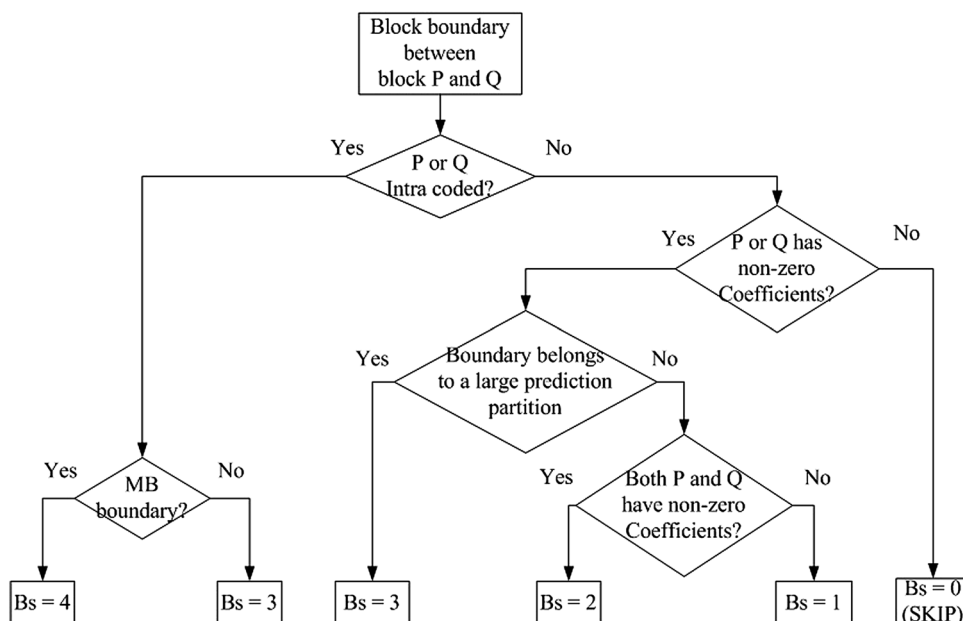 Block boundary
between
block P and Q
Yes
No
P or Q
Intra coded?
Yes
No
P or Q has
non-zero
Coefficients?
Yes
No
Boundary belongs
to a large prediction
partition
Yes
No
MB
boundary?
Yes
No
Both P and Q
have non-zero
Coefficients?
Bs = 4
Bs = 3
Bs = 3
Bs = 2
Bs = 1
Bs = 0
(SKIP)